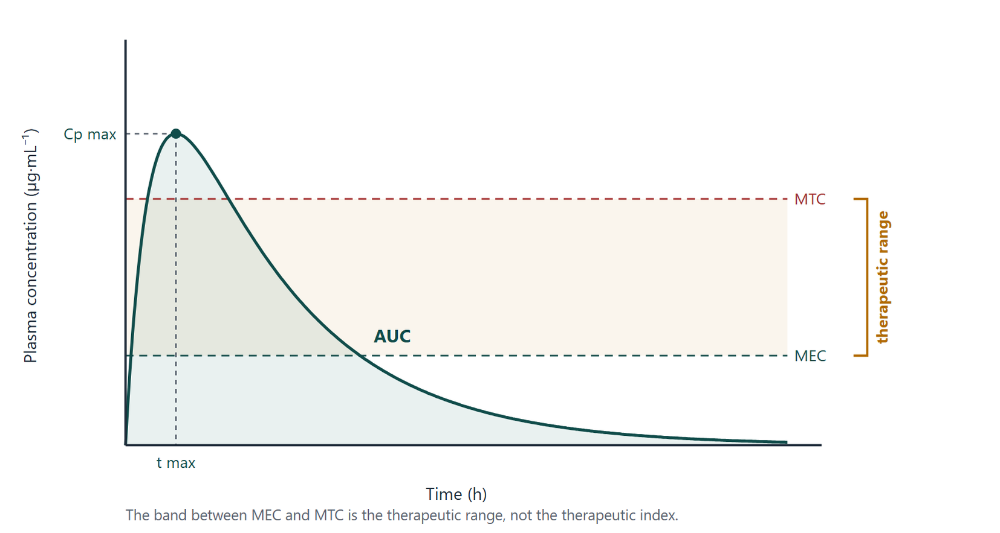 Plasma concentration (µg·mL⁻¹)
Cp max
MTC
therapeutic range
AUC
MEC
t max
Time (h)
The band between MEC and MTC is the therapeutic range, not the therapeutic index.